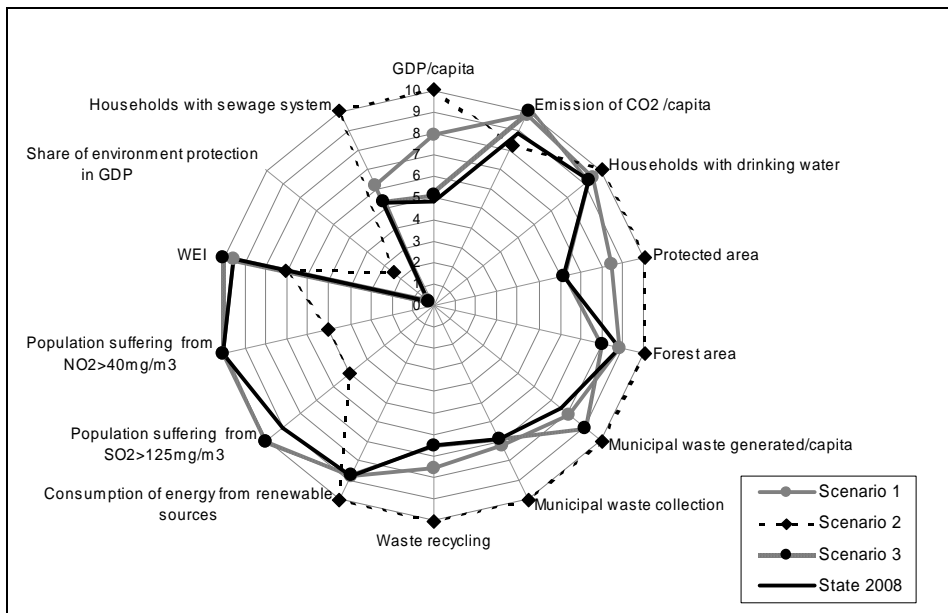 GDP/capita
Households with sewage system
Emission of CO2 /capita
Share of environment protection
in GDP
Households with drinking water
WEI
Protected area
Population suffering from
NO2>40mg/m3
Forest area
Population suffering from
SO2>125mg/m3
Municipal waste generated/capita
Consumption of energy from renewable
sources
Municipal waste collection
Waste recycling
10
9
8
7
6
5
4
3
2
1
0
Scenario 1
Scenario 2
Scenario 3
State 2008